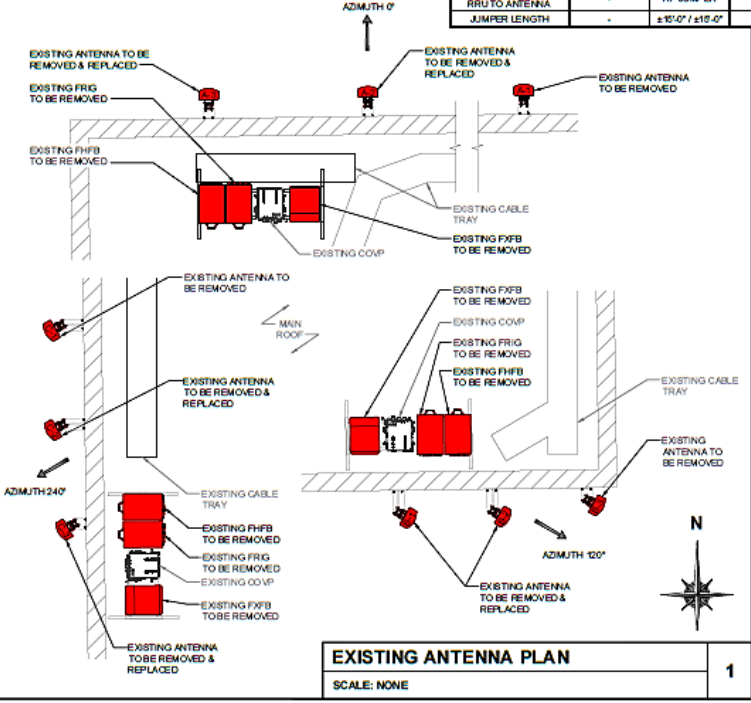 AZIMUTH 0°
RRU TO ANTENNA
-
JUMPER LENGTH
-
±15'-0" / ±15'-0"
EXISTING ANTENNA TO BE
REMOVED & REPLACED
EXISTING FRIG
TO BE REMOVED
EXISTING FHFB
TO BE REMOVED
EXISTING ANTENNA
TO BE REMOVED &
REPLACED
EXISTING ANTENNA
TO BE REMOVED
A-3
A-2
A-1
EXISTING CABLE
TRAY
EXISTING FXFB
TO BE REMOVED
EXISTING COVP
EXISTING ANTENNA TO
BE REMOVED
MAIN
ROOF
EXISTING ANTENNA
TO BE REMOVED &
REPLACED
AZIMUTH 240°
EXISTING CABLE
TRAY
EXISTING FHFB
TO BE REMOVED
EXISTING FRIG
TO BE REMOVED
EXISTING COVP
EXISTING FXFB
TO BE REMOVED
EXISTING ANTENNA
TO BE REMOVED &
REPLACED
EXISTING FXFB
TO BE REMOVED
EXISTING COVP
EXISTING FRIG
TO BE REMOVED
EXISTING FHFB
TO BE REMOVED
EXISTING CABLE
TRAY
EXISTING
ANTENNA TO
BE REMOVED
AZIMUTH 120°
EXISTING ANTENNA
TO BE REMOVED &
REPLACED
N
EXISTING ANTENNA PLAN
SCALE: NONE
1